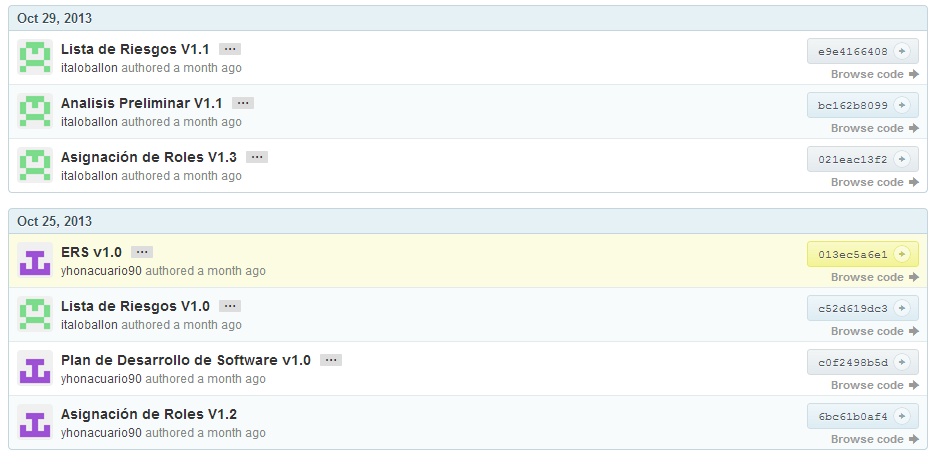 Oct 29, 2013
Lista de Riesgos V1.1 ...
e9e4166408 +
italoballon authored a month ago
Browse code
Analisis Preliminar V1.1 ...
bc162b8099 +
italoballon authored a month ago
Browse code
Asignación de Roles V1.3 ...
021eac13f2 +
italoballon authored a month ago
Browse code
Oct 25, 2013
ERS v1.0 ...
013ec5a6e1 +
yhonacuario90 authored a month ago
Browse code
Lista de Riesgos V1.0 ...
c52d619dc3 +
italoballon authored a month ago
Browse code
Plan de Desarrollo de Software v1.0 ...
c0f2498b5d +
yhonacuario90 authored a month ago
Browse code
Asignación de Roles V1.2
6bc61b0af4 +
yhonacuario90 authored a month ago
Browse code